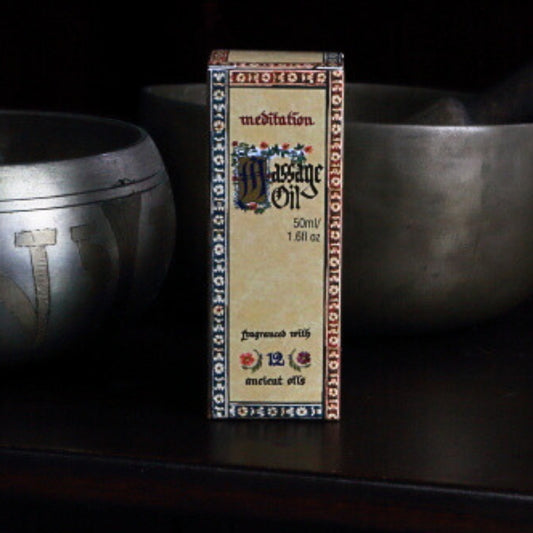 meditation
Massage
Oil
50ml/
1.6fl oz
fragranced with
12
ancient oils